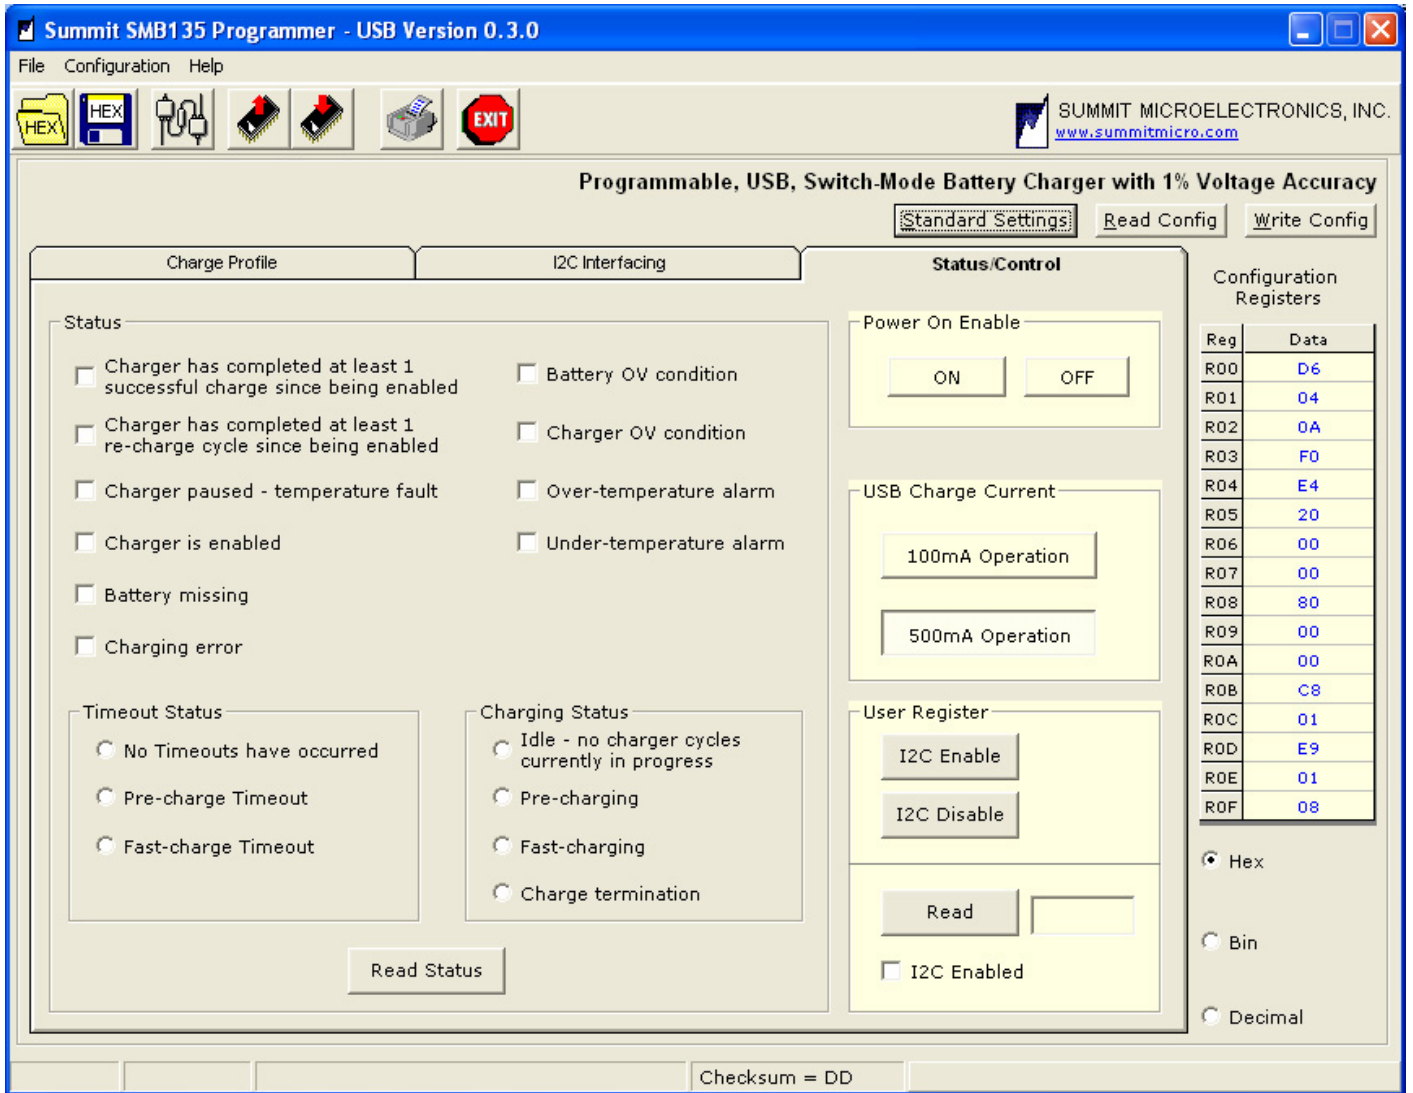 Summit SMB135 Programmer - USB Version 0.3.0
File Configuration Help
HEX
HEX
EXIT
SUMMIT MICROELECTRONICS, INC.
www.summitmicro.com
Programmable, USB, Switch-Mode Battery Charger with 1% Voltage Accuracy
Standard Settings
Read Config
Write Config
Charge Profile
I2C Interfacing
Status/Control
Status
Charger has completed at least 1
successful charge since being enabled
Charger has completed at least 1
re-charge cycle since being enabled
Charger paused - temperature fault
Charger is enabled
Battery missing
Charging error
Battery OV condition
Charger OV condition
Over-temperature alarm
Under-temperature alarm
Timeout Status
No Timeouts have occurred
Pre-charge Timeout
Fast-charge Timeout
Charging Status
Idle - no charger cycles
currently in progress
Pre-charging
Fast-charging
Charge termination
Read Status
Power On Enable
ON
OFF
USB Charge Current
100mA Operation
500mA Operation
User Register
I2C Enable
I2C Disable
Read
I2C Enabled
Configuration
Registers
Reg Data
R00 D6
R01 04
R02 0A
R03 F0
R04 E4
R05 20
R06 00
R07 00
R08 80
R09 00
R0A 00
R0B C8
R0C 01
R0D E9
R0E 01
R0F 08
Hex
Bin
Decimal
Checksum = DD